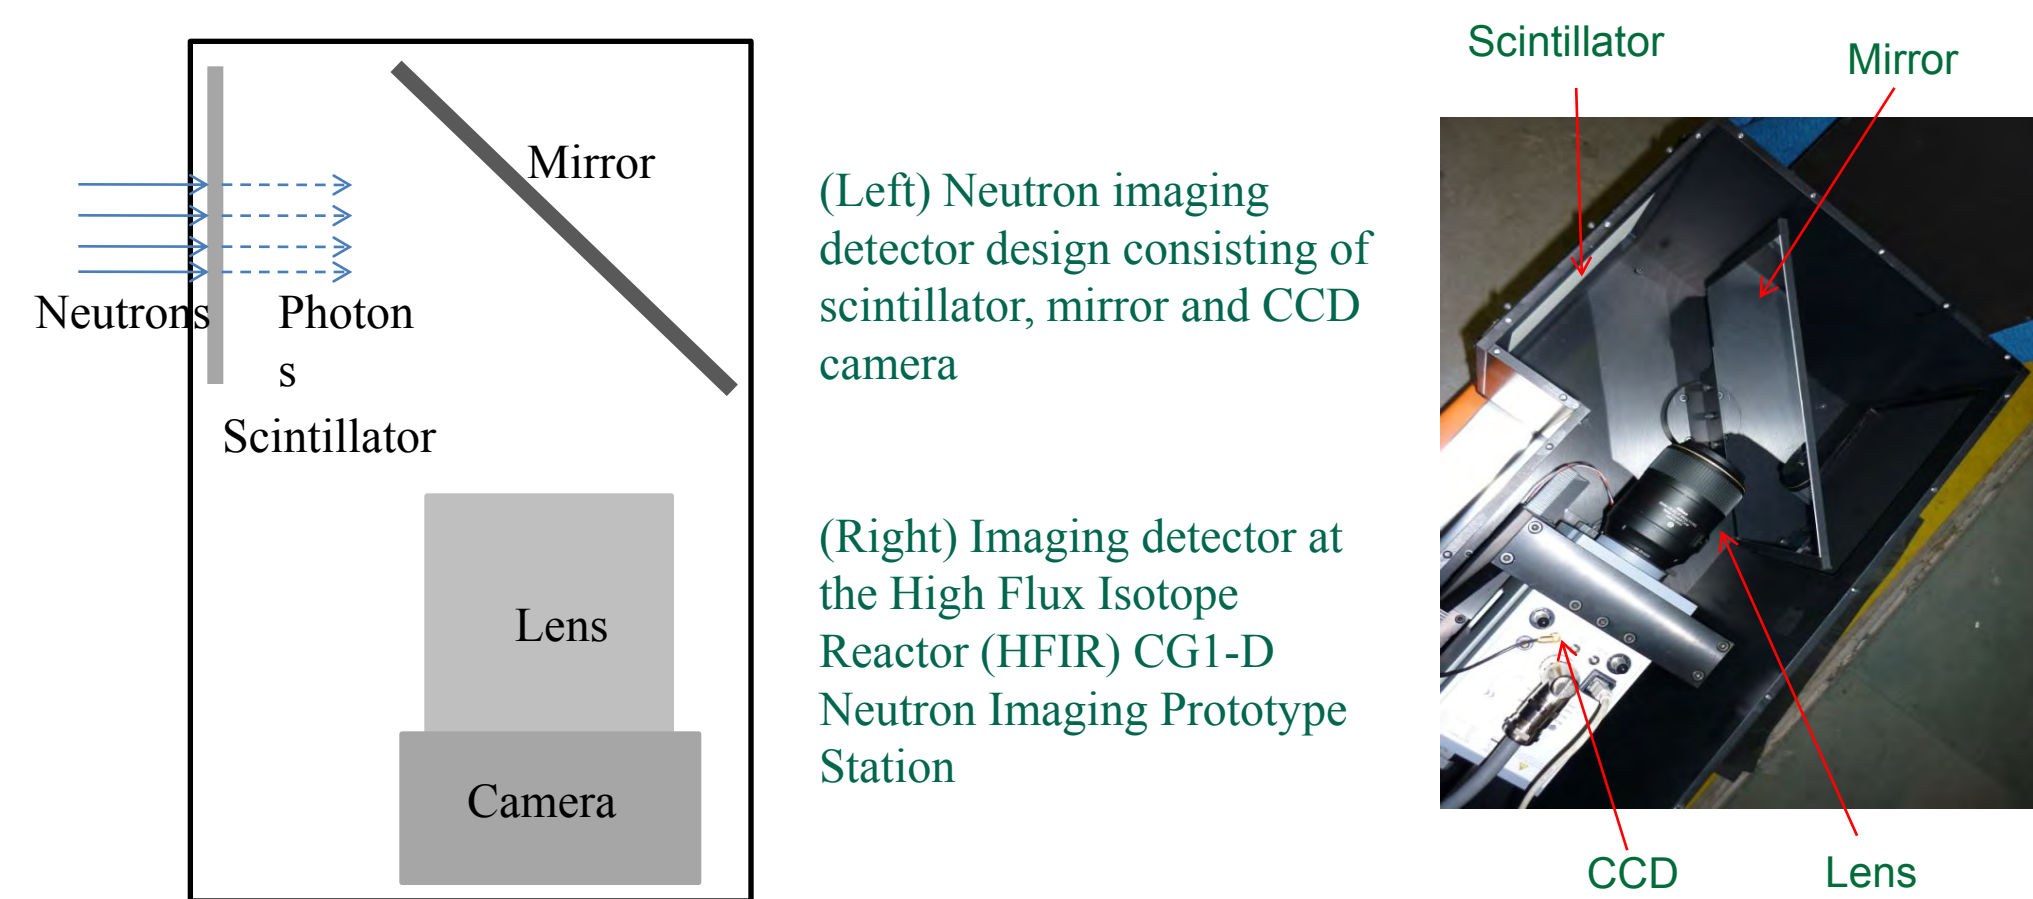 Mirror
Neutrons
Photon
s
Scintillator
Lens
Camera
(Left) Neutron imaging
detector design consisting of
scintillator, mirror and CCD
camera
(Right) Imaging detector at
the High Flux Isotope
Reactor (HFIR) CG1-D
Neutron Imaging Prototype
Station
Scintillator
Mirror
CCD
Lens